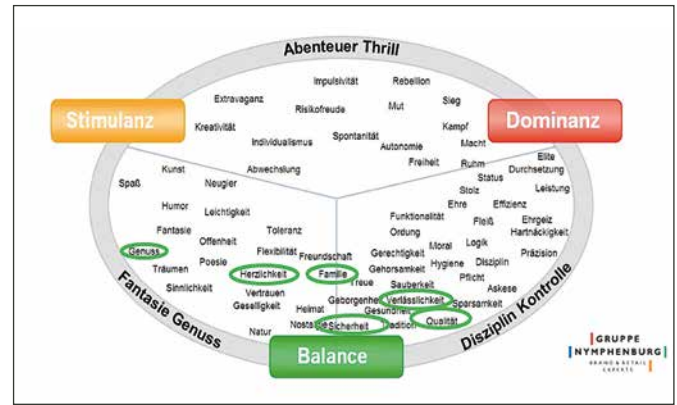 Abenteuer Thrill
Impulsivität Rebellion
Extravaganz Risikofreude Mut Sieg
Stimulanz
Dominanz
Kreativität Individualismus Spontanität Autonomie Kampf
Macht
Freiheit Ruhm Elite
Kunst Abwechslung Durchsetzung
Spaß Neugier Status
Stolz Leistung
Humor Leichtigkeit Ehre Effizienz
Funktionalität Fleiß Ehrgeiz
Fantasie Toleranz Ordung Hartnäckigkeit
Offenheit Moral Logik
Genuss Flexibilität Freundschaft Gerechtigkeit Präzision
Poesie Hygiene Disziplin
Träumen Herzlichkeit Familie Gehorsamkeit Pflicht
Sinnlichkeit Treue Sauberkeit Askese
Vertrauen Geborgenheit Verlässlichkeit Sparsamkeit
Geselligkeit Heimat Gesundheit
Natur Nostalgie Sicherheit Tradition Qualität
Fantasie Genuss
Disziplin Kontrolle
Balance
GRUPPE
NYMPHENBURG
BRAND & RETAIL
EXPERTS